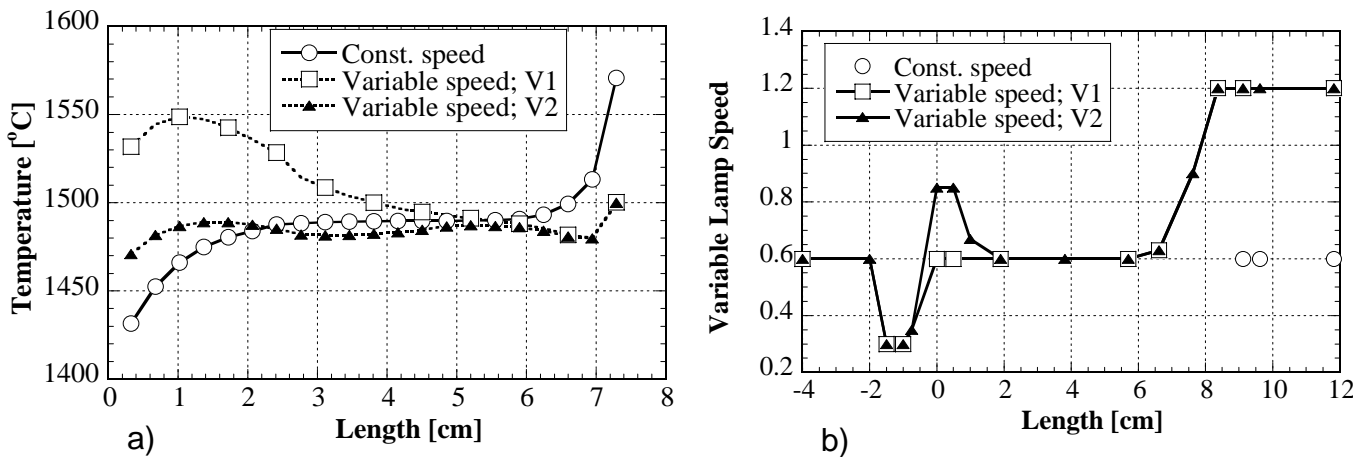 1600
1550
1500
1450
1400
Temperature [°C]
Const. speed
Variable speed; V1
Variable speed; V2
0 1 2 3 4 5 6 7 8
Length [cm]
a)
1.4
1.2
1
0.8
0.6
0.4
0.2
Variable Lamp Speed
Const. speed
Variable speed; V1
Variable speed; V2
-4 -2 0 2 4 6 8 10 12
Length [cm]
b)